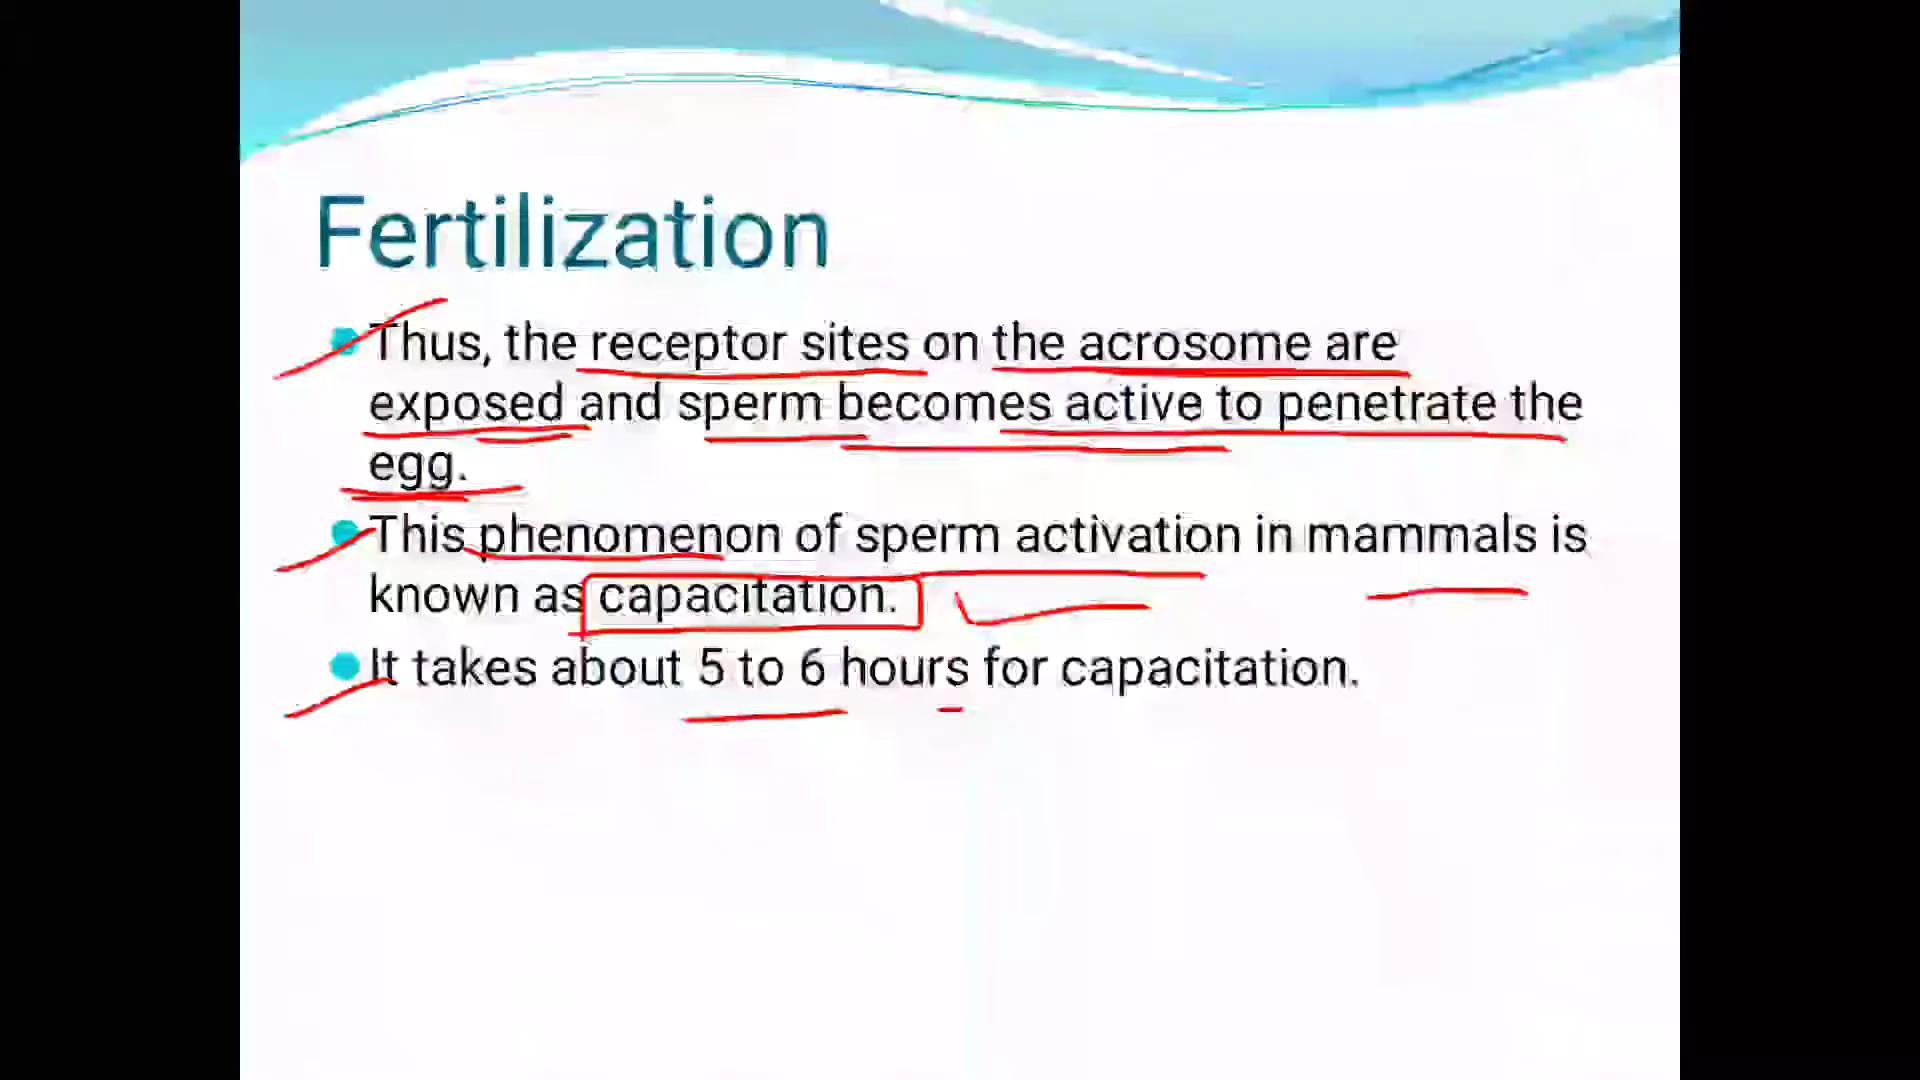 Fertilization
Thus, the receptor sites on the acrosome are
exposed and sperm becomes active to penetrate the
egg.
This phenomenon of sperm activation in mammals is
known as capacitation.
It takes about 5 to 6 hours for capacitation.